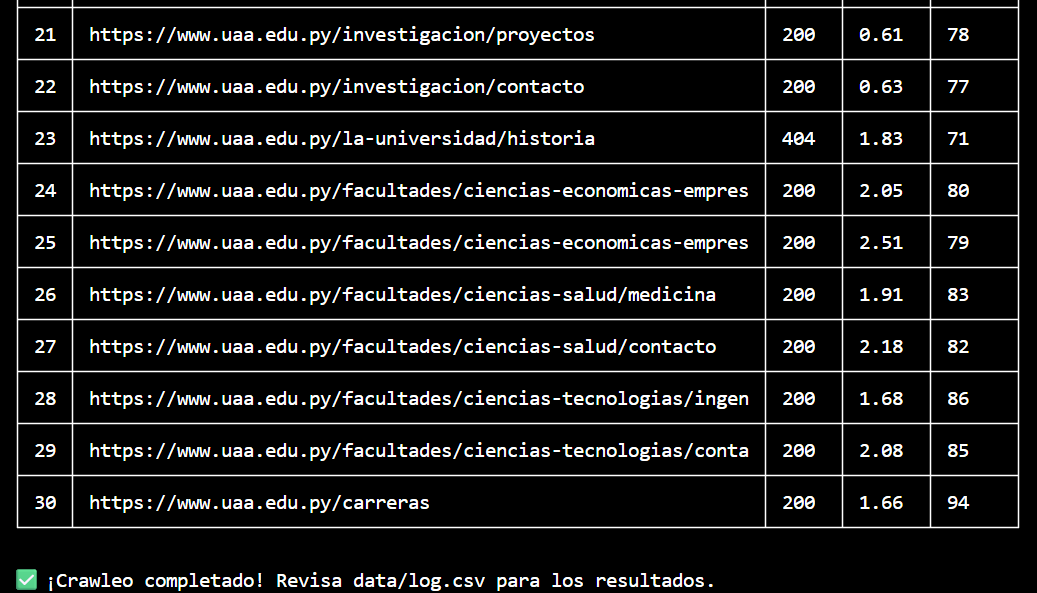 21 https://www.uaa.edu.py/investigacion/proyectos 200 0.61 78
22 https://www.uaa.edu.py/investigacion/contacto 200 0.63 77
23 https://www.uaa.edu.py/la-universidad/historia 404 1.83 71
24 https://www.uaa.edu.py/facultades/ciencias-economicas-empres 200 2.05 80
25 https://www.uaa.edu.py/facultades/ciencias-economicas-empres 200 2.51 79
26 https://www.uaa.edu.py/facultades/ciencias-salud/medicina 200 1.91 83
27 https://www.uaa.edu.py/facultades/ciencias-salud/contacto 200 2.18 82
28 https://www.uaa.edu.py/facultades/ciencias-tecnologias/ingen 200 1.68 86
29 https://www.uaa.edu.py/facultades/ciencias-tecnologias/conta 200 2.08 85
30 https://www.uaa.edu.py/carreras 200 1.66 94
✅ ¡Crawleo completado! Revisa data/log.csv para los resultados.